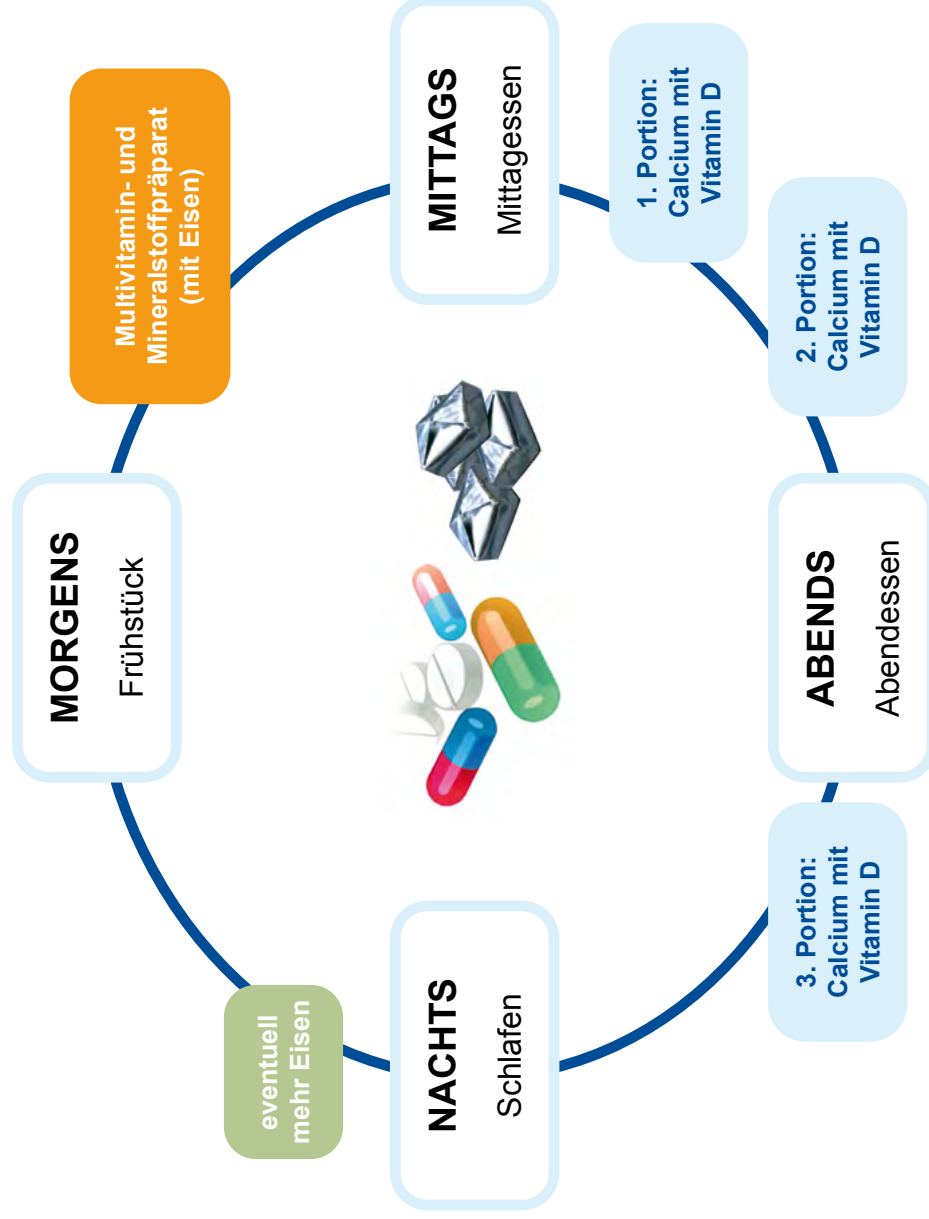 MORGENS
Frühstück
Multivitamin- und
Mineralstoffpräparat
(mit Eisen)
MITTAGS
Mittagessen
1. Portion:
Calcium mit
Vitamin D
2. Portion:
Calcium mit
Vitamin D
ABENDS
Abendessen
3. Portion:
Calcium mit
Vitamin D
NACHTS
Schlafen
eventuell
mehr Eisen